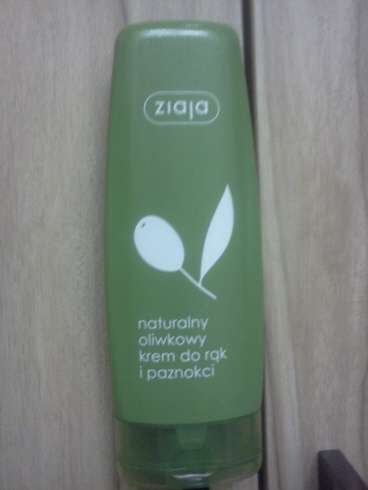 ziaja
naturalny
oliwkowy
krem do rąk
i paznokci